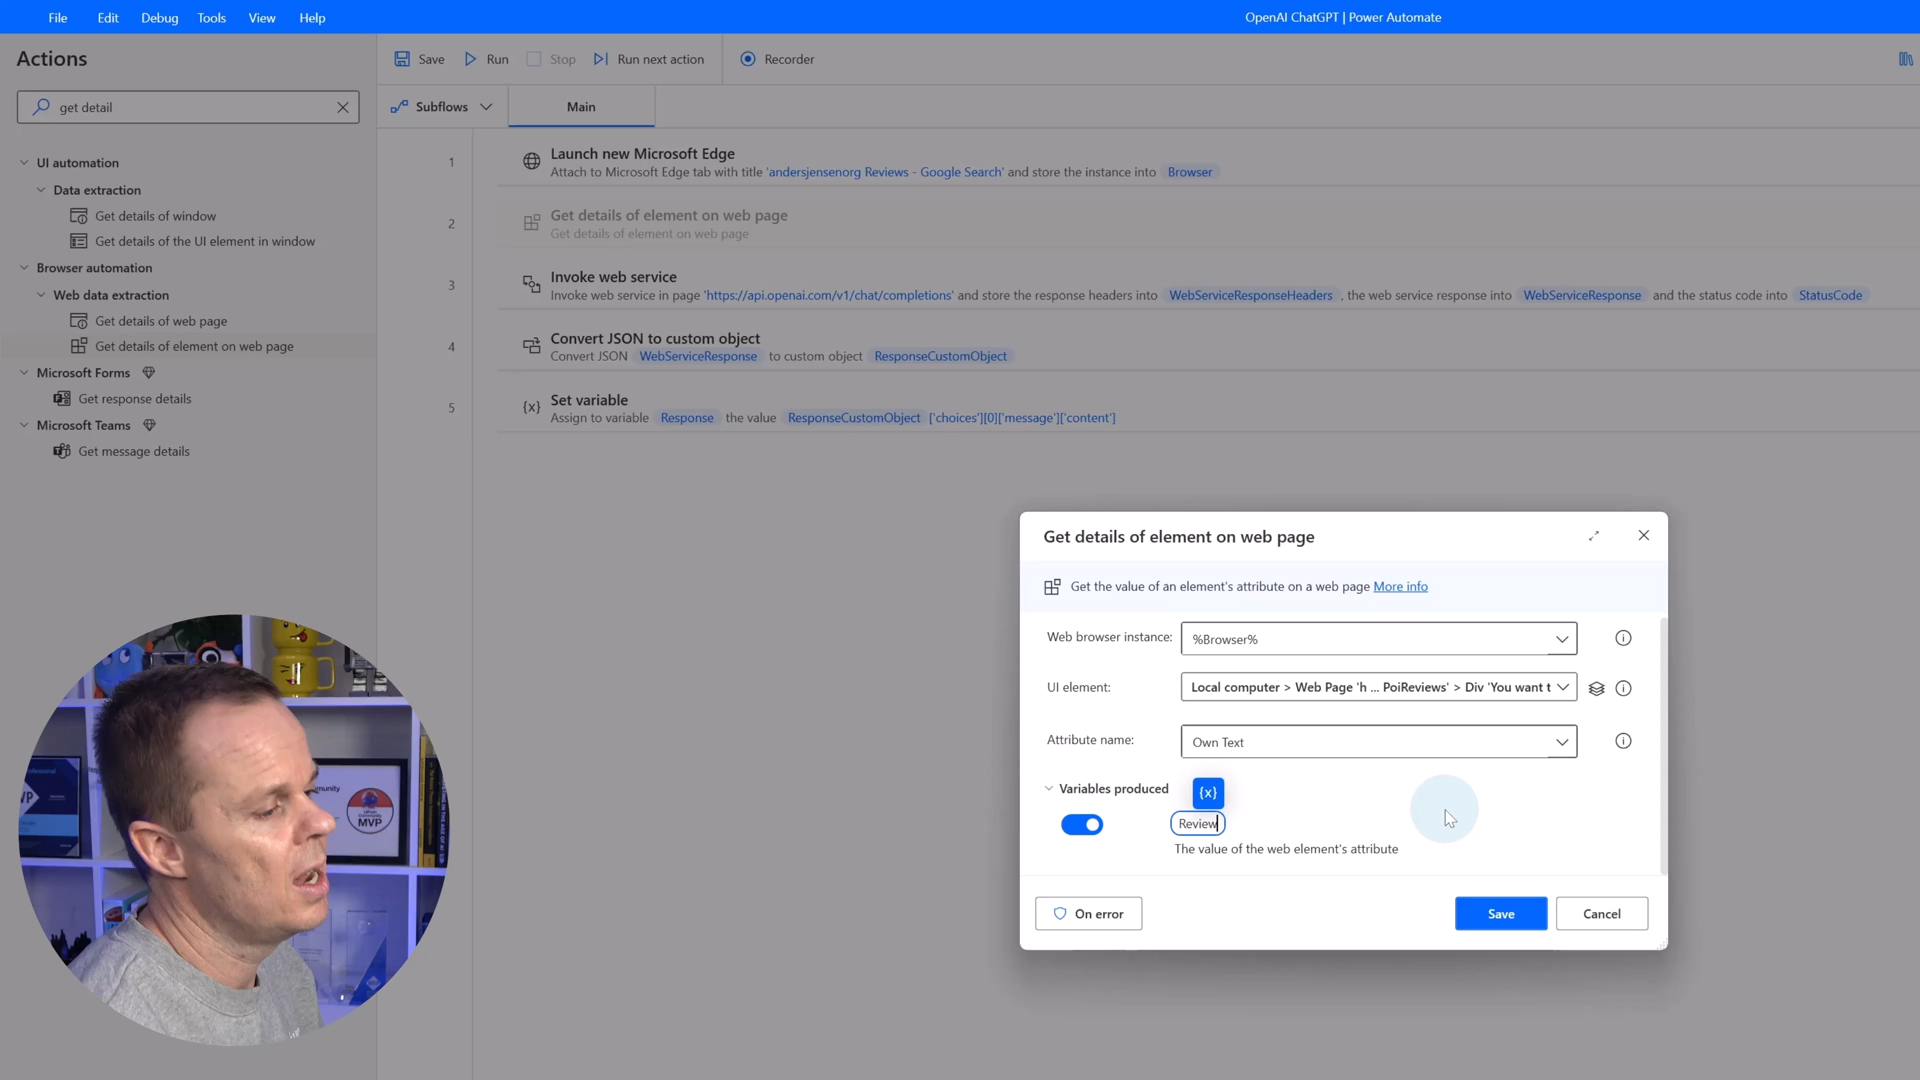 File Edit Debug Tools View Help
OpenAI ChatGPT | Power Automate
Actions
get detail
UI automation
Data extraction
Get details of window
Get details of the UI element in window
Browser automation
Web data extraction
Get details of web page
Get details of element on web page
Microsoft Forms
Get response details
Microsoft Teams
Get message details
Save Run Stop Run next action Recorder
Subflows Main
1 Launch new Microsoft Edge
Attach to Microsoft Edge tab with title 'andersjensenorg Reviews - Google Search' and store the instance into Browser
2 Get details of element on web page
Get details of element on web page
3 Invoke web service
Invoke web service in page 'https://api.openai.com/v1/chat/completions' and store the response headers into WebServiceResponseHeaders , the web service response into WebServiceResponse and the status code into StatusCode
4 Convert JSON to custom object
Convert JSON WebServiceResponse to custom object ResponseCustomObject
5 {x} Set variable
Assign to variable Response the value ResponseCustomObject ['choices'][0]['message']['content']
Get details of element on web page
Get the value of an element's attribute on a web page More info
Web browser instance: %Browser%
UI element: Local computer > Web Page 'h ... PoiReviews' > Div 'You want t
Attribute name: Own Text
Variables produced {x}
Review
The value of the web element's attribute
On error Save Cancel
MVP
MVP